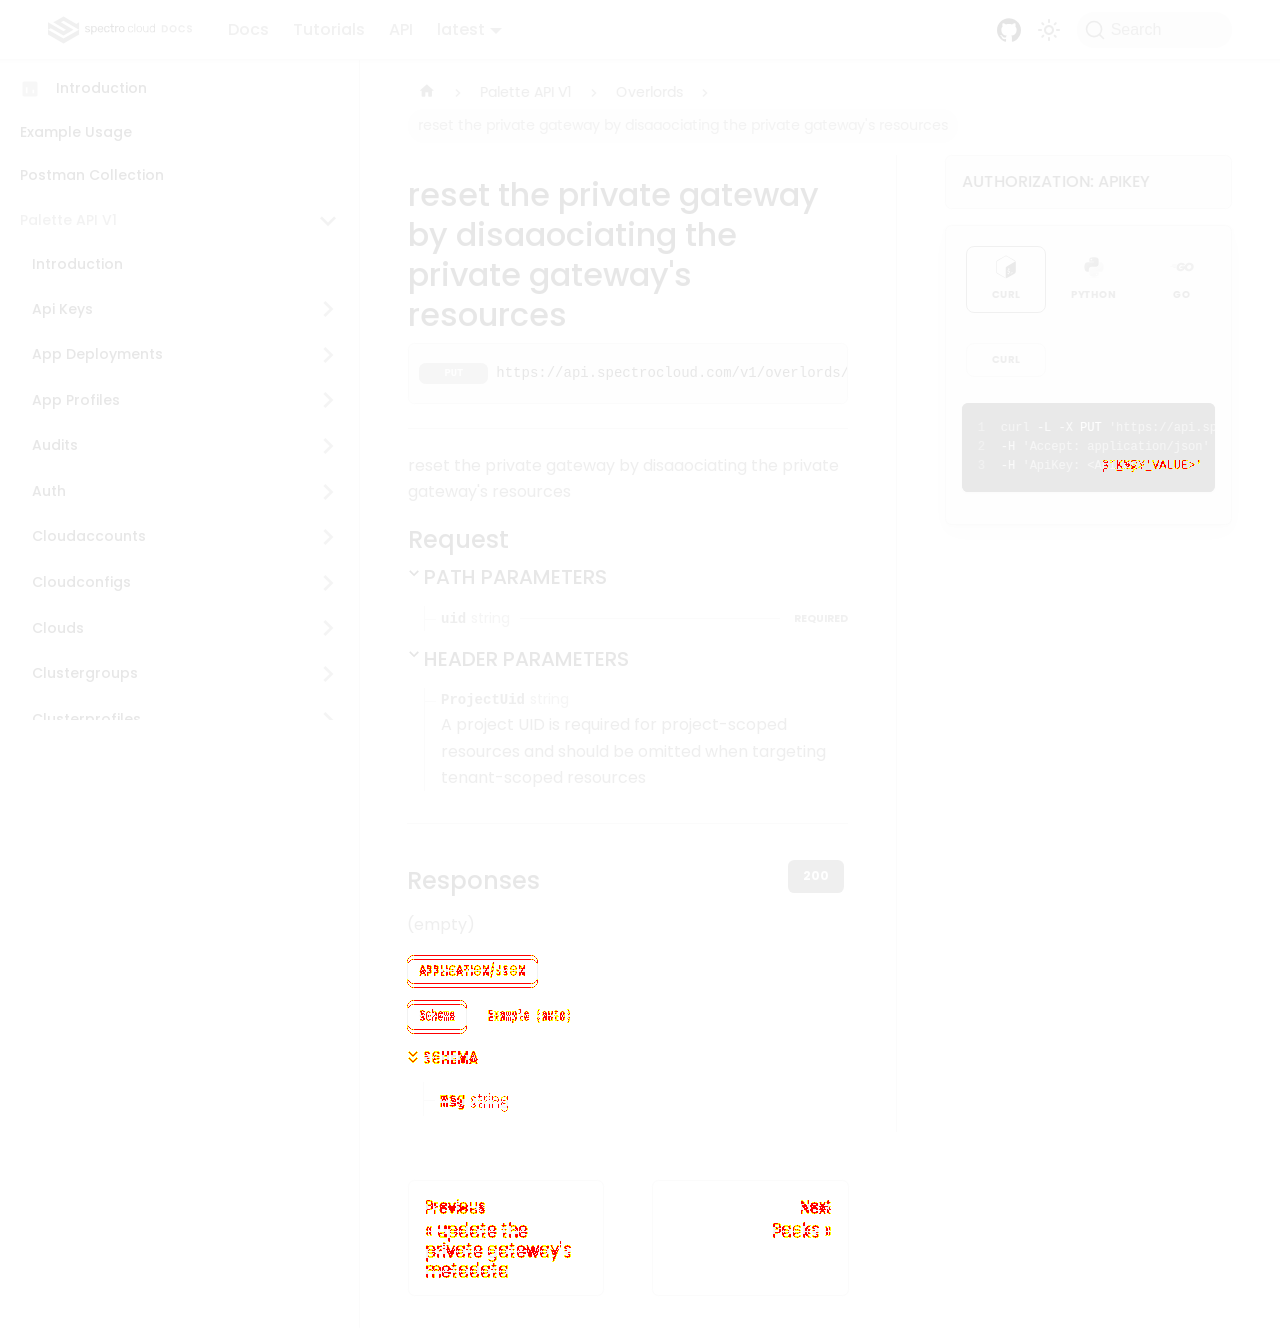 spectro cloud DOCS
Docs
Tutorials
API
latest
Search
Introduction
Example Usage
Postman Collection
Palette API V1
Introduction
Api Keys
App Deployments
App Profiles
Audits
Auth
Cloudaccounts
Cloudconfigs
Clouds
Clustergroups
Clusterprofiles
Palette API V1
Overlords
reset the private gateway by disaaociating the private gateway's resources
reset the private gateway
by disaaociating the
private gateway's
resources
PUT https://api.spectrocloud.com/v1/overlords/
reset the private gateway by disaaociating the private
gateway's resources
Request
PATH PARAMETERS
uid string
REQUIRED
HEADER PARAMETERS
ProjectUid string
A project UID is required for project-scoped
resources and should be omitted when targeting
tenant-scoped resources
Responses
200
(empty)
APPLICATION/JSON
Schema
Example (auto)
SCHEMA
msg string
Previous
« update the
private gateway's
metadata
Next
Packs »
AUTHORIZATION: APIKEY
CURL
PYTHON
GO
CURL
1 curl -L -X PUT 'https://api.sp
2 -H 'Accept: application/json'
3 -H 'ApiKey: VALUE>'